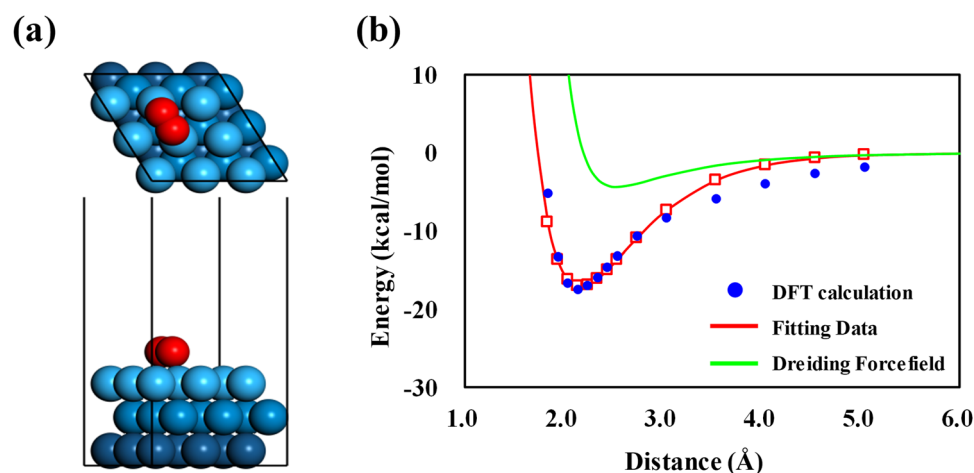 (a)
(b)
Energy (kcal/mol)
10
0
-10
-20
-30
DFT calculation
Fitting Data
Dreiding Forcefield
1.0 2.0 3.0 4.0 5.0 6.0
Distance (Å)